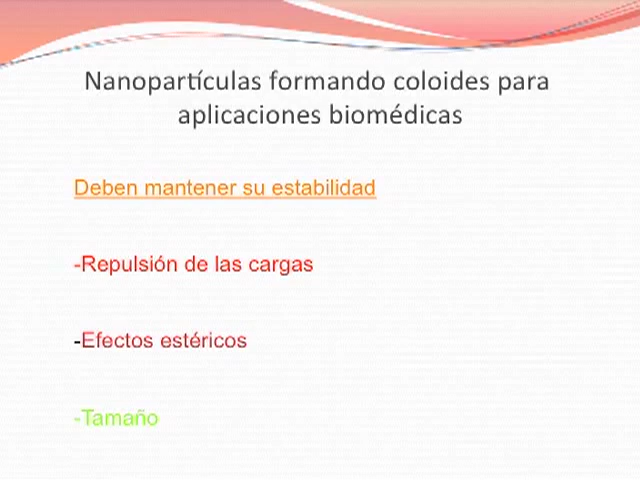 Nanopartículas formando coloides para
aplicaciones biomédicas
Deben mantener su estabilidad
-Repulsión de las cargas
-Efectos estéricos
-Tamaño